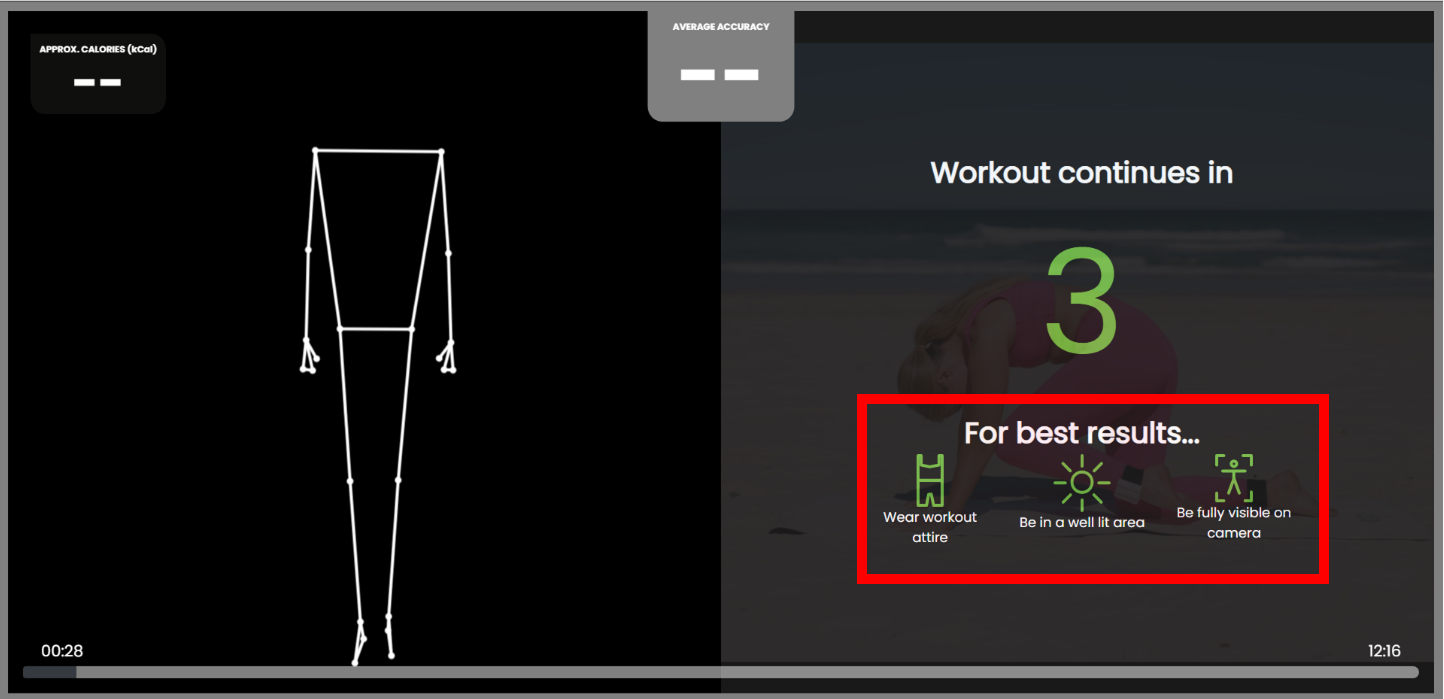 APPROX. CALORIES (kCal)
-- --
AVERAGE ACCURACY
-- --
Workout continues in
3
For best results...
Wear workout
attire
Be in a well lit area
Be fully visible on
camera
00:28
12:16